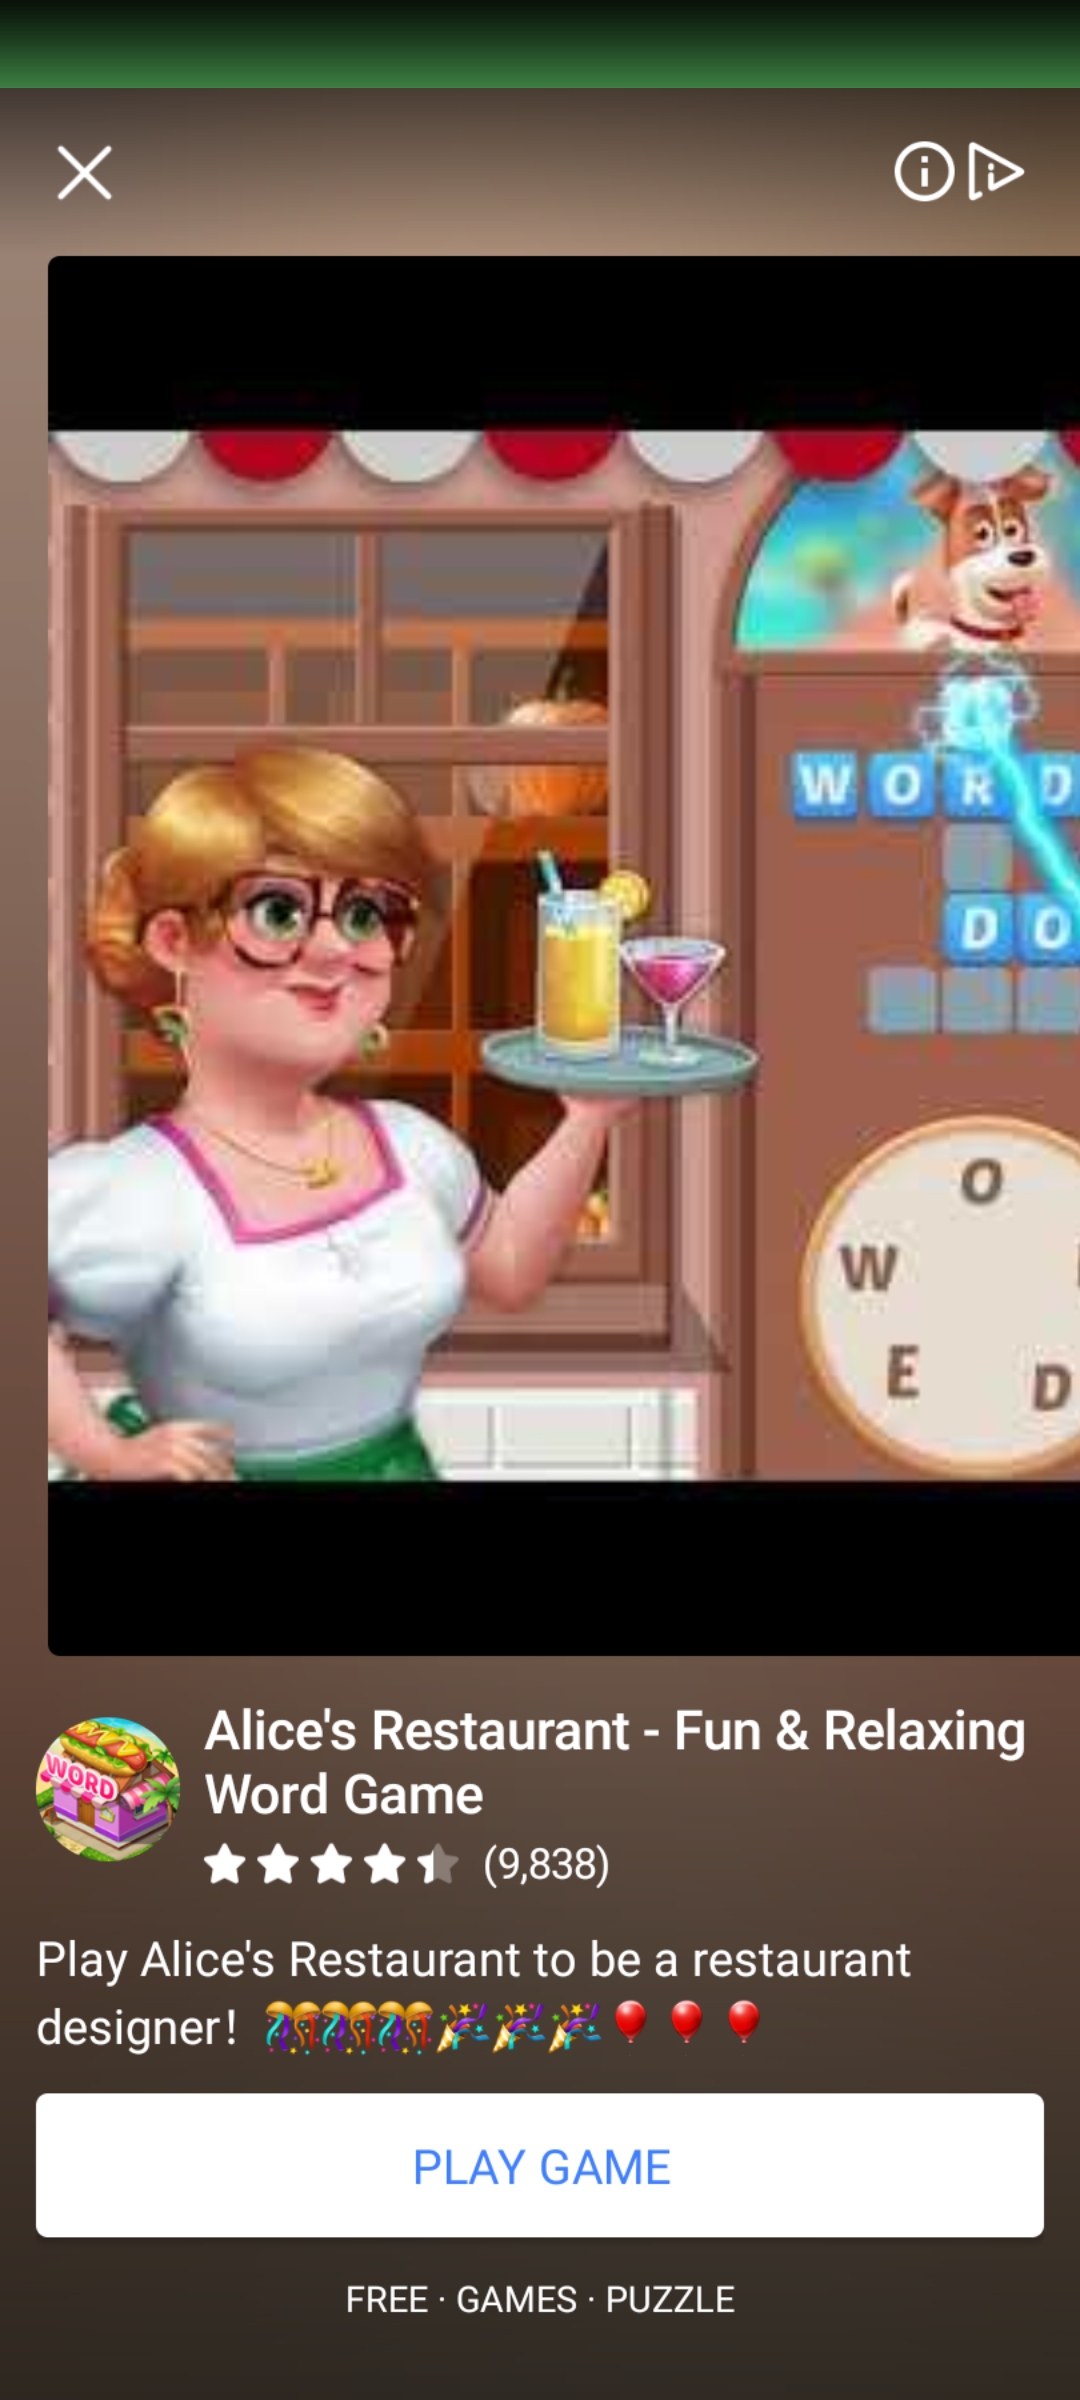 WORD
DO
O
W
E
D
WORD
Alice's Restaurant - Fun & Relaxing
Word Game
(9,838)
Play Alice's Restaurant to be a restaurant
designer! 🎊🎊🎊🎉🎉🎉🎈🎈🎈
PLAY GAME
FREE · GAMES · PUZZLE